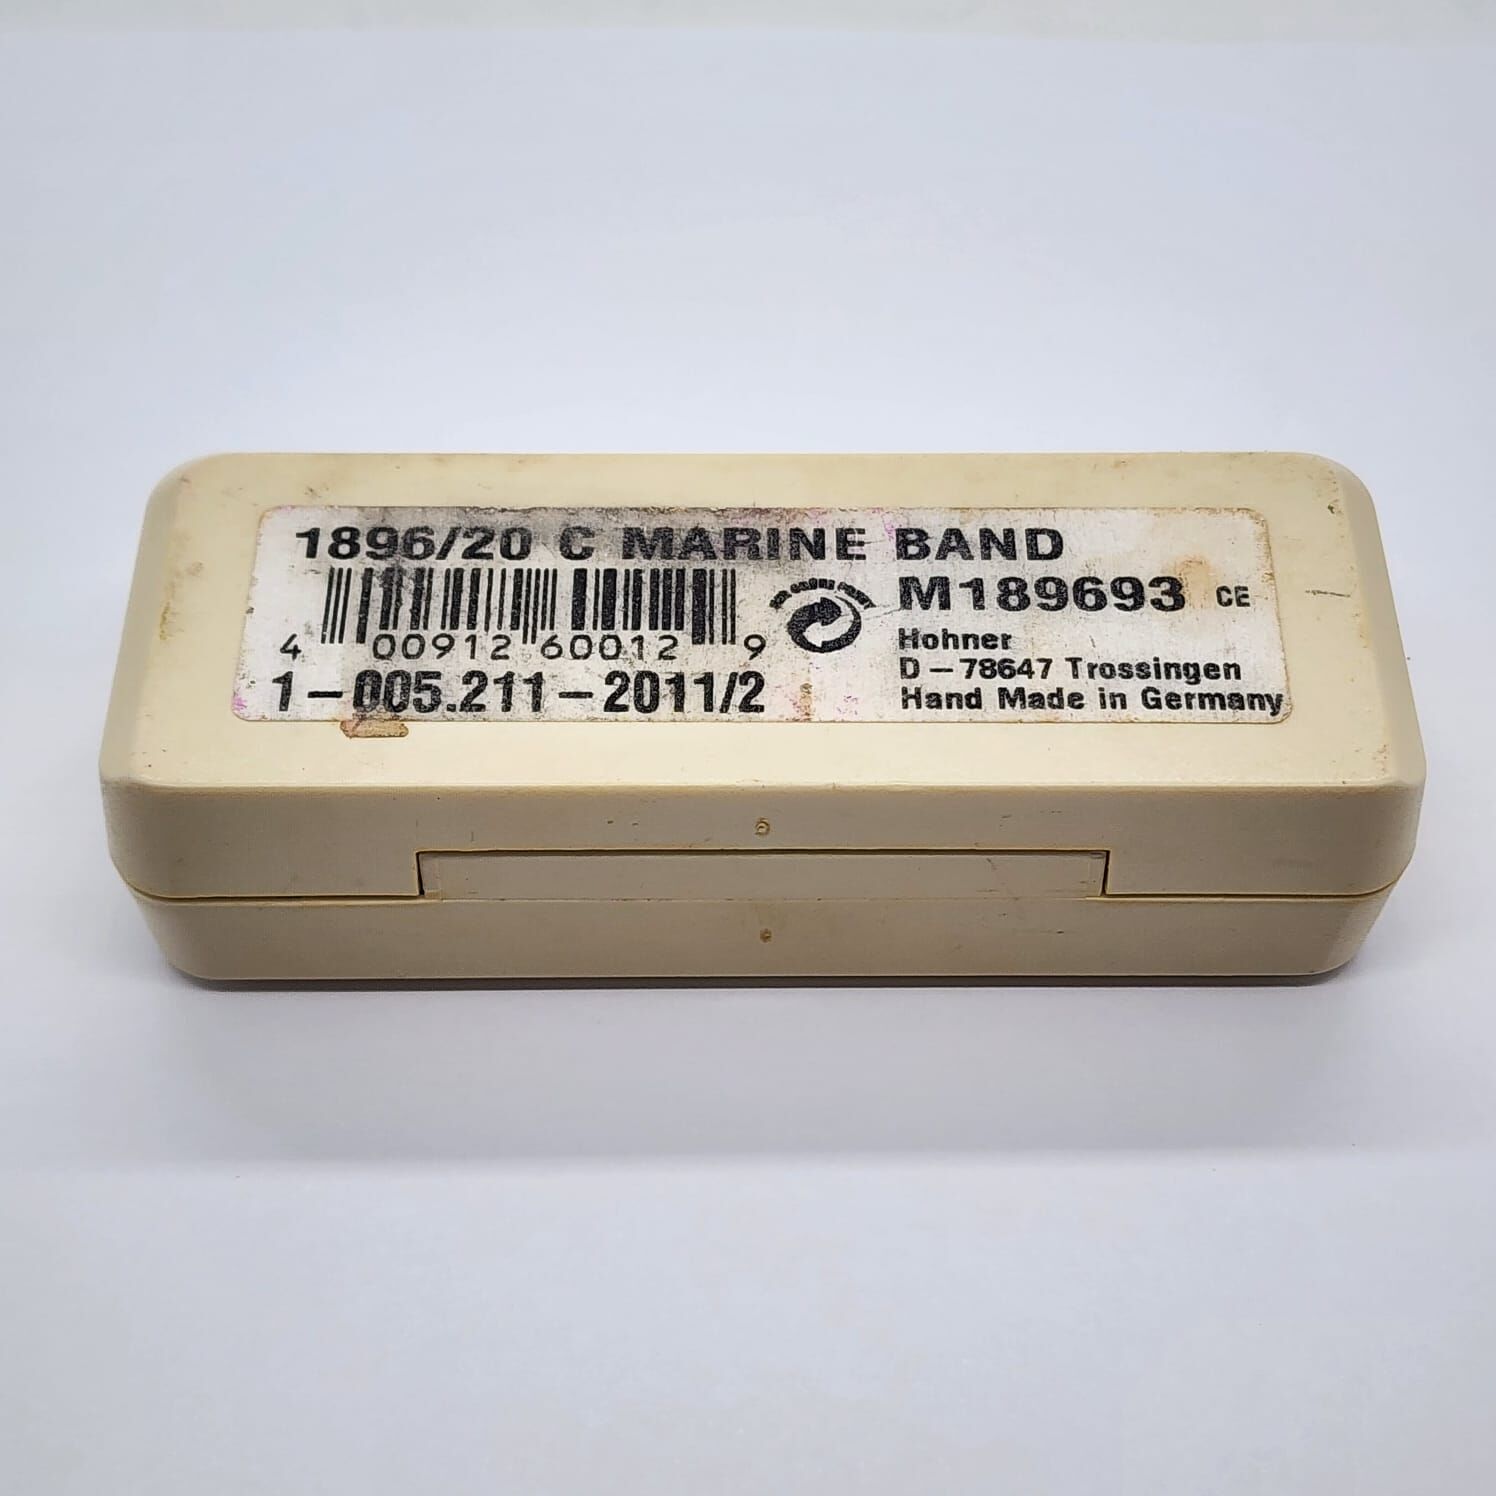 1896/20 C MARINE BAND
M189693 CE
4 00912 60012 9
Hohner
D-78647 Trossingen
1-005.211-2011/2
Hand Made in Germany